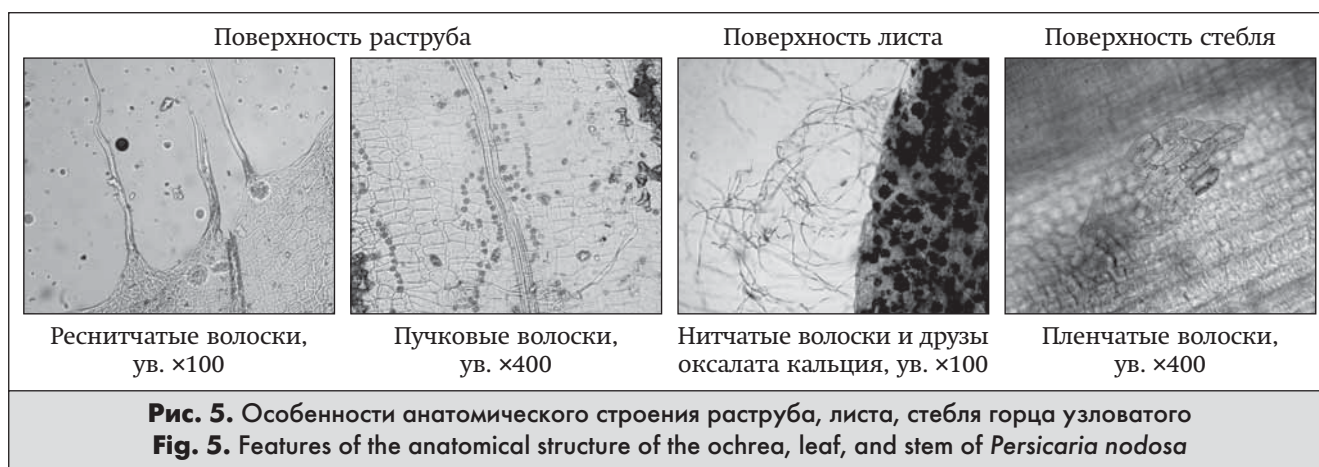 Поверхность раструба
Поверхность листа
Поверхность стебля
Реснитчатые волоски,
ув. ×100
Пучковые волоски,
ув. ×400
Нитчатые волоски и друзы
оксалата кальция, ув. ×100
Пленчатые волоски,
ув. ×400
Рис. 5. Особенности анатомического строения раструба, листа, стебля горца узловатого
Fig. 5. Features of the anatomical structure of the ochrea, leaf, and stem of Persicaria nodosa